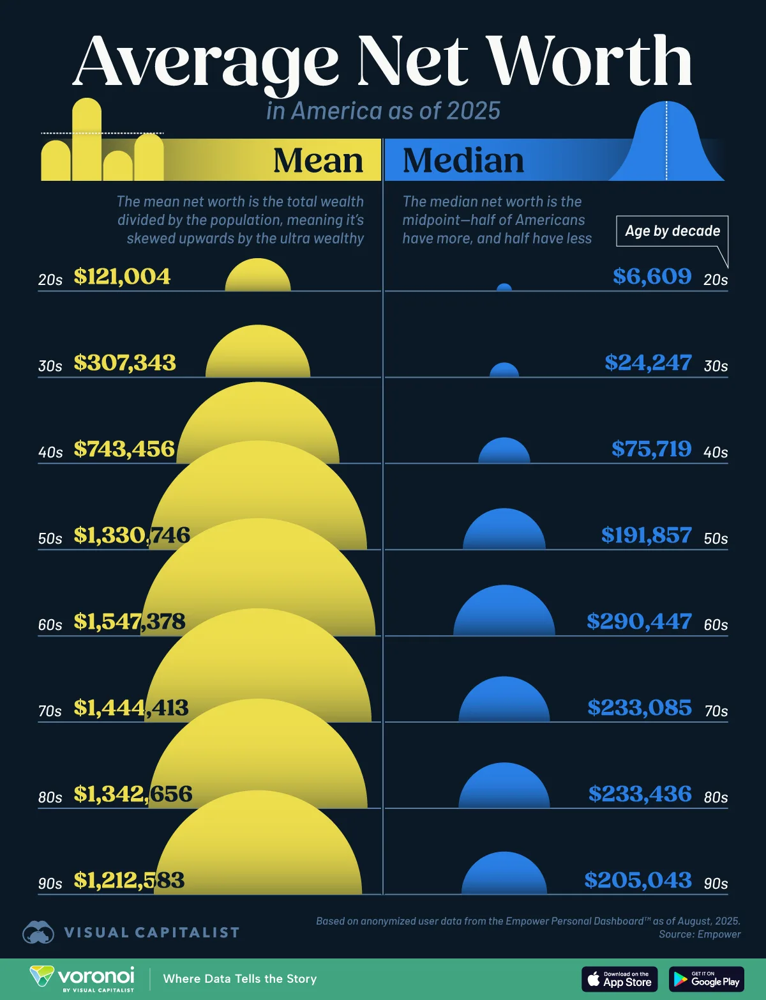 Average Net Worth
in America as of 2025
Mean
Median
The mean net worth is the total wealth
divided by the population, meaning it's
skewed upwards by the ultra wealthy
The median net worth is the
midpoint—half of Americans
have more, and half have less
Age by decade
20s $121,004
$6,609 20s
30s $307,343
$24,247 30s
40s $743,456
$75,719 40s
50s $1,330,746
$191,857 50s
60s $1,547,378
$290,447 60s
70s $1,444,413
$233,085 70s
80s $1,342,656
$233,436 80s
90s $1,212,583
$205,043 90s
VISUAL CAPITALIST
Based on anonymized user data from the Empower Personal Dashboard™ as of August, 2025.
Source: Empower
voronoi
BY VISUAL CAPITALIST
Where Data Tells the Story
Download on the
App Store
GET IT ON
Google Play